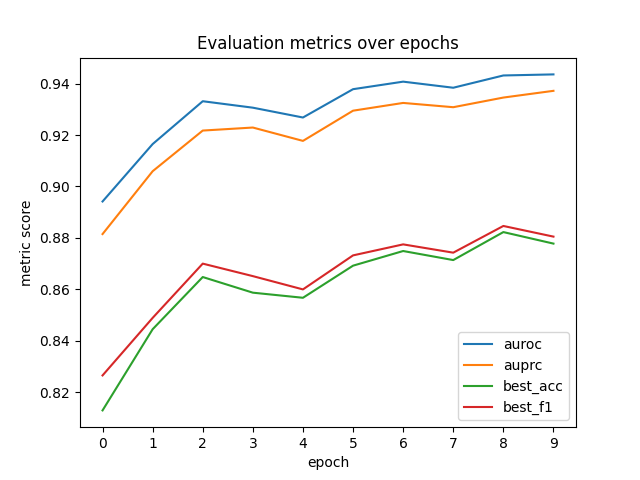 Evaluation metrics over epochs
metric score
0.94
0.92
0.90
0.88
0.86
0.84
0.82
auroc
auprc
best_acc
best_f1
0 1 2 3 4 5 6 7 8 9
epoch